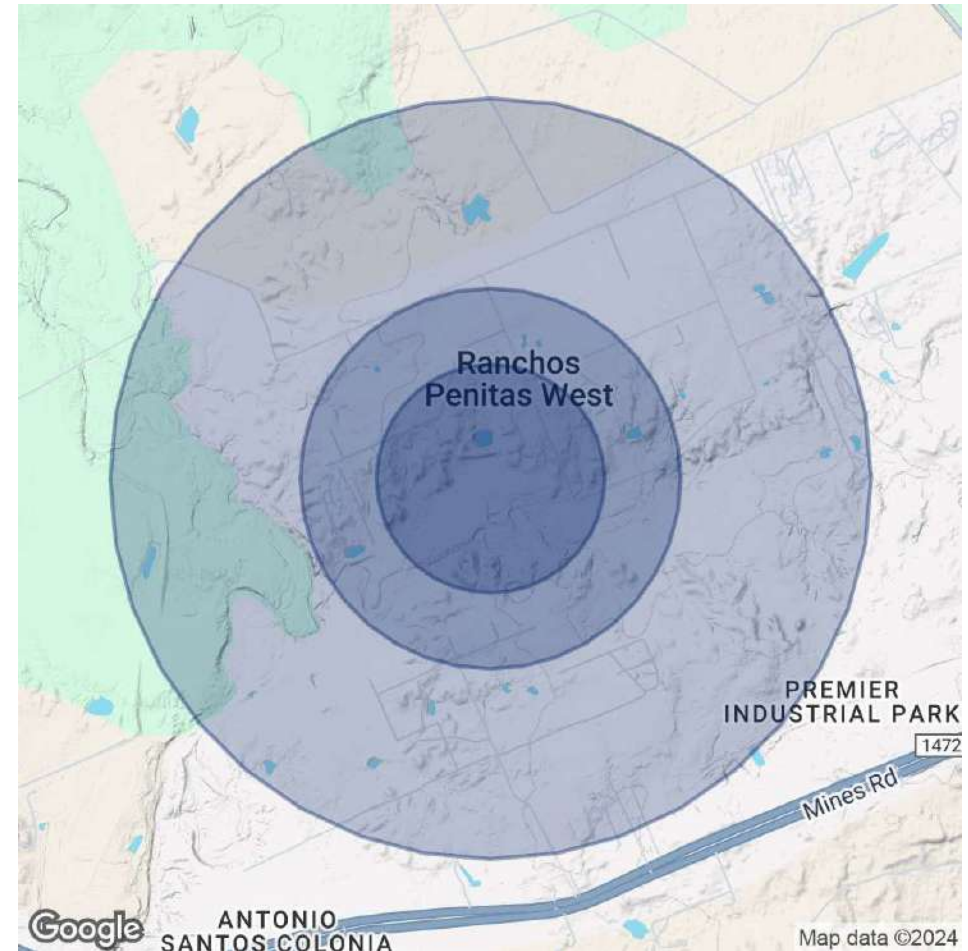 Ranchos
Penitas West
PREMIER
INDUSTRIAL PARK
1472
Mines Rd
ANTONIO
SANTOS COLONIA
Google
Map data ©2024